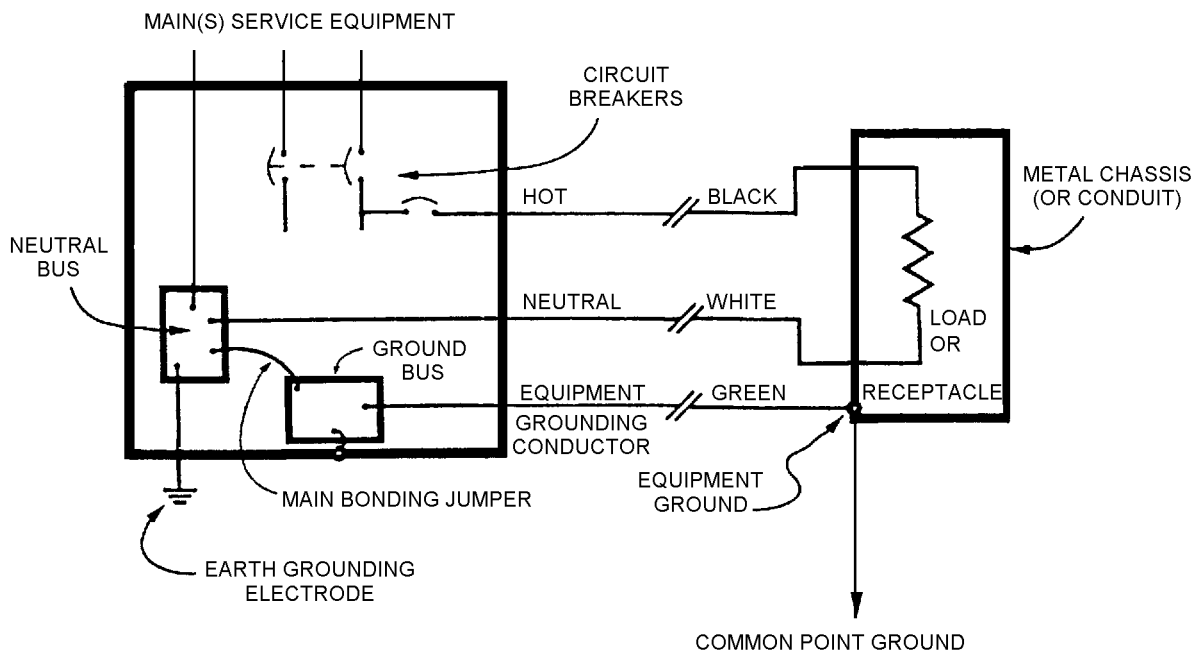 MAIN(S) SERVICE EQUIPMENT
CIRCUIT
BREAKERS
HOT
BLACK
METAL CHASSIS
(OR CONDUIT)
NEUTRAL
BUS
NEUTRAL
WHITE
LOAD
OR
RECEPTACLE
GROUND
BUS
EQUIPMENT
GROUNDING
CONDUCTOR
GREEN
EQUIPMENT
GROUND
MAIN BONDING JUMPER
EARTH GROUNDING
ELECTRODE
COMMON POINT GROUND